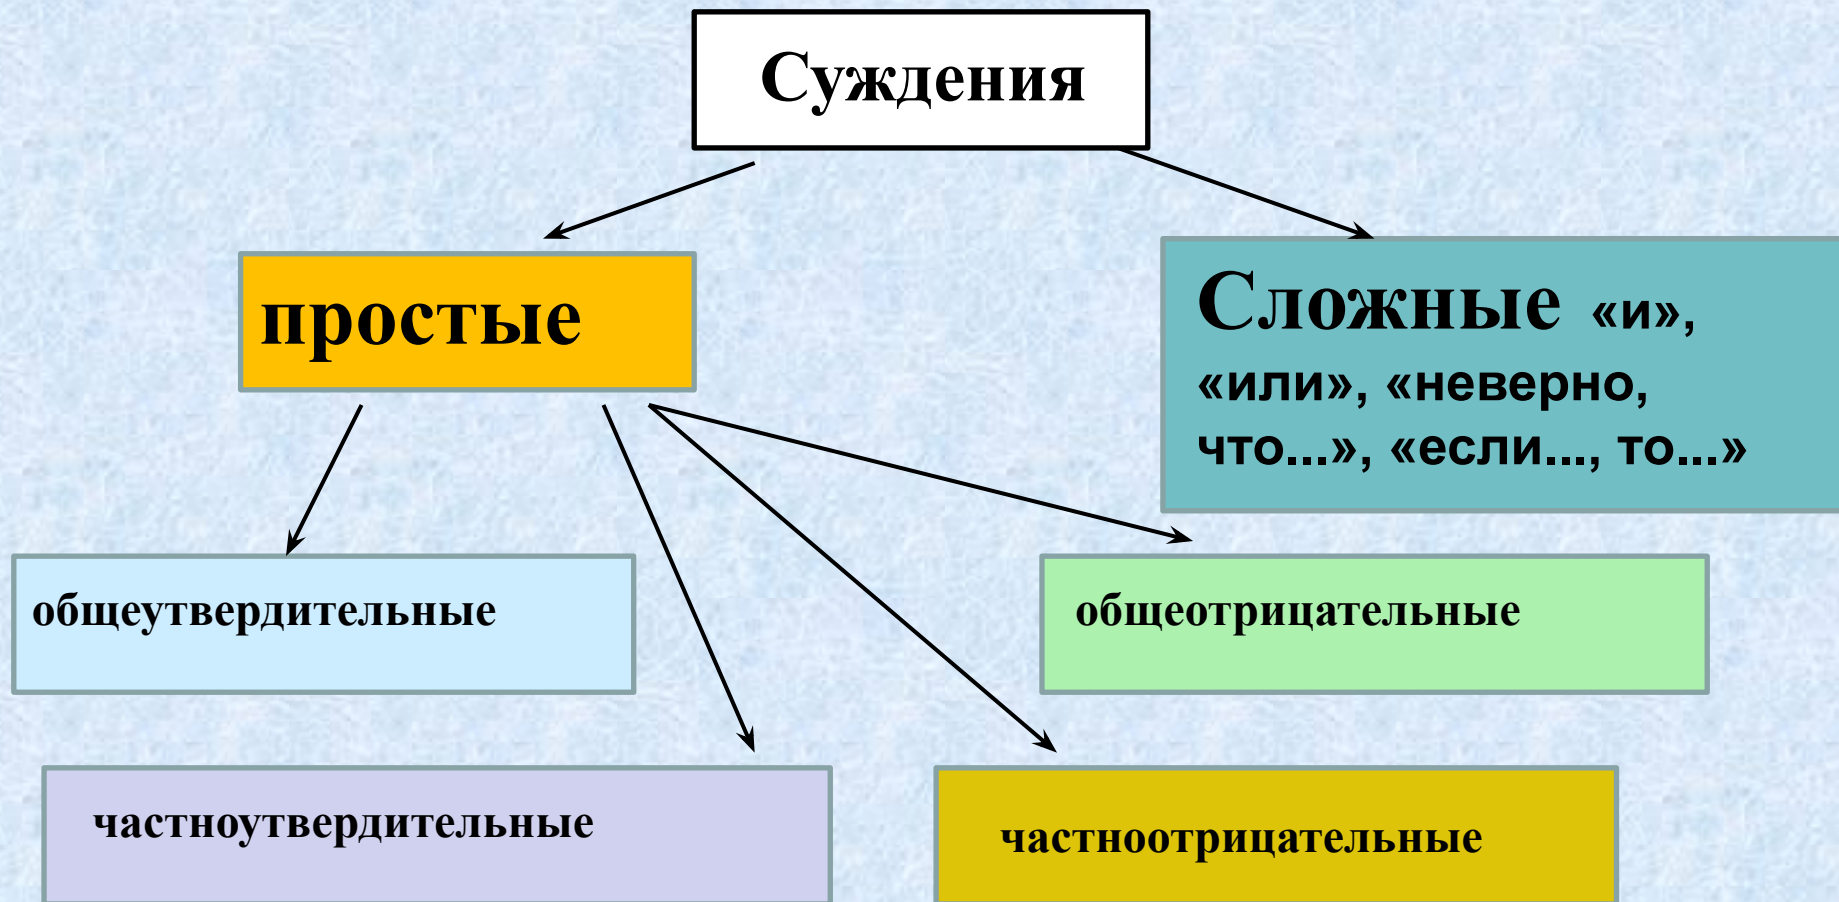 Суждения
простые
Сложные «и»,
«или», «неверно,
что...», «если..., то...»
общеутвердительные
общеотрицательные
частноутвердительные
частноотрицательные